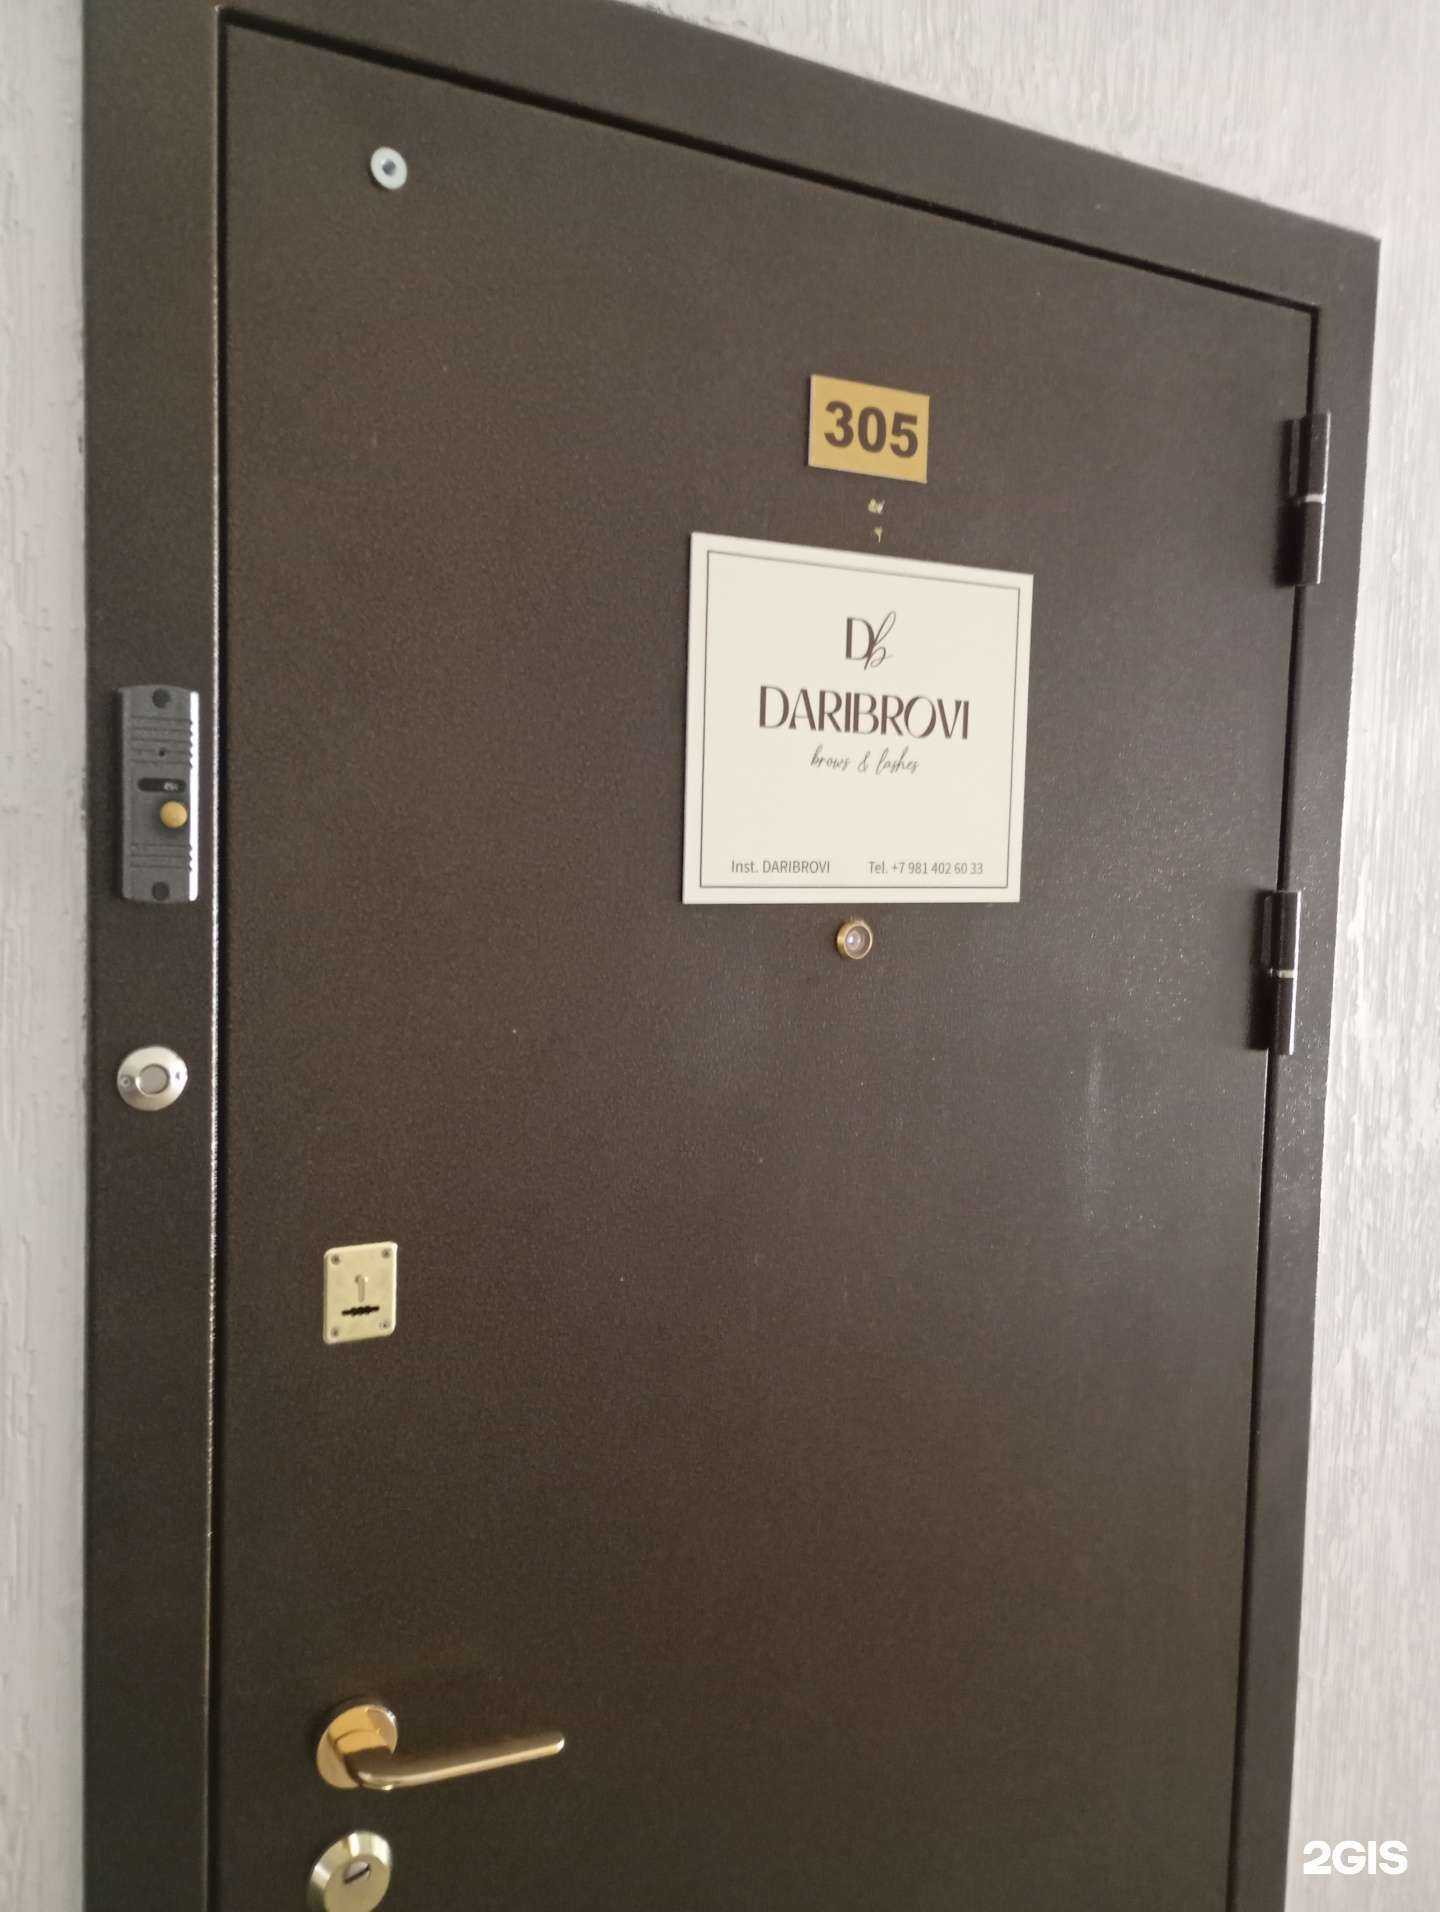 305
Db
DARIBROVI
brows & lashes
Inst. DARIBROVI Tel. +7 981 402 60 33
2GIS